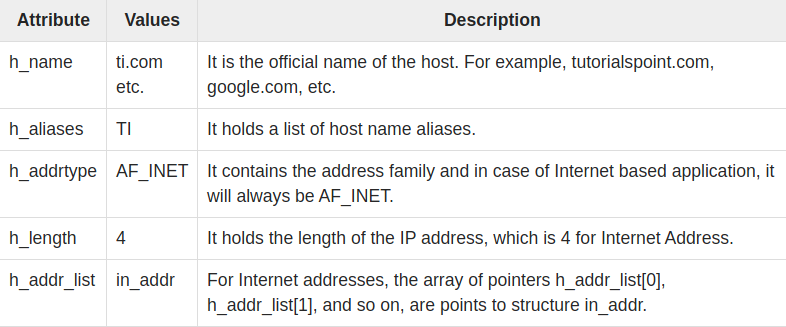 Attribute Values Description
h_name ti.com It is the official name of the host. For example, tutorialspoint.com,
etc. google.com, etc.
h_aliases TI It holds a list of host name aliases.
h_addrtype AF_INET It contains the address family and in case of Internet based application, it
will always be AF_INET.
h_length 4 It holds the length of the IP address, which is 4 for Internet Address.
h_addr_list in_addr For Internet addresses, the array of pointers h_addr_list[0],
h_addr_list[1], and so on, are points to structure in_addr.